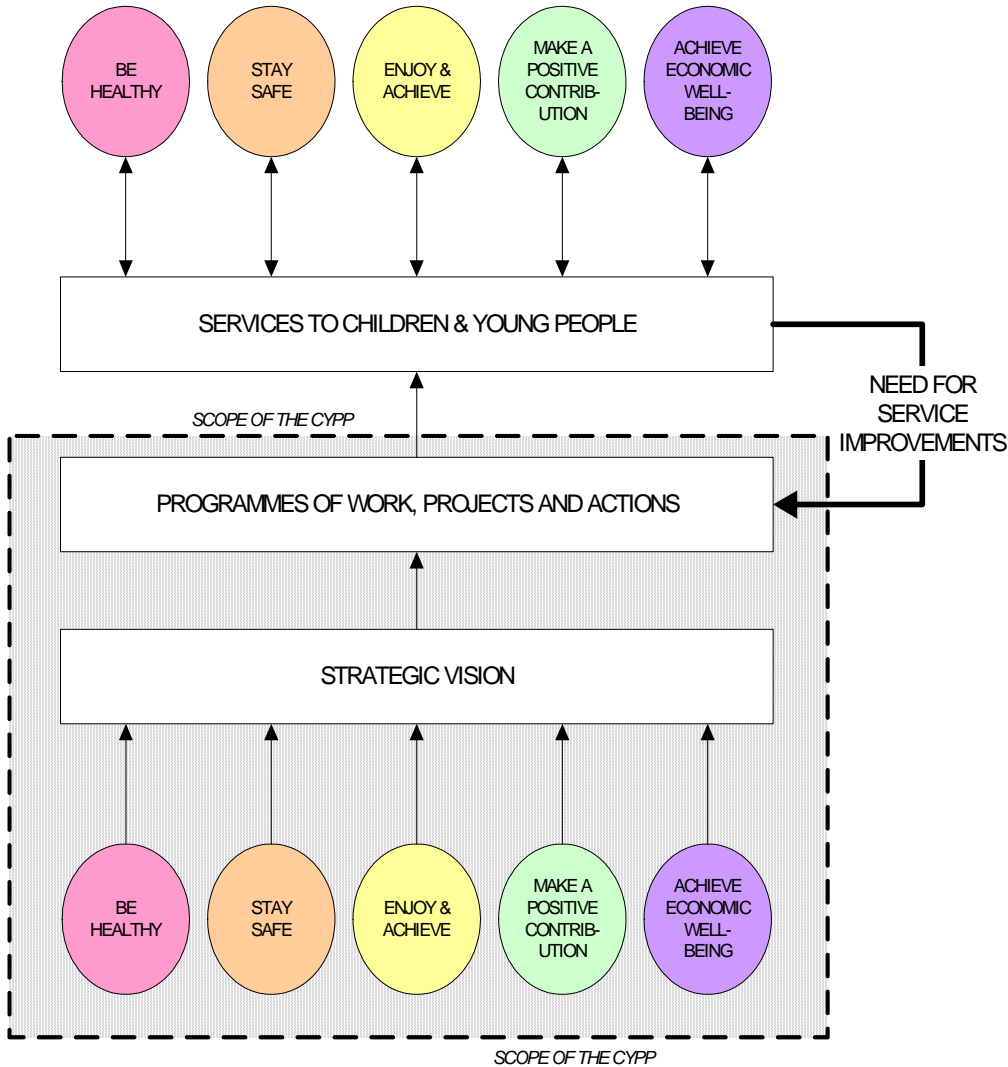 BE
HEALTHY
STAY
SAFE
ENJOY &
ACHIEVE
MAKE A
POSITIVE
CONTRIB-
UTION
ACHIEVE
ECONOMIC
WELL-
BEING
SERVICES TO CHILDREN & YOUNG PEOPLE
NEED FOR
SERVICE
IMPROVEMENTS
SCOPE OF THE CYPP
PROGRAMMES OF WORK, PROJECTS AND ACTIONS
STRATEGIC VISION
BE
HEALTHY
STAY
SAFE
ENJOY &
ACHIEVE
MAKE A
POSITIVE
CONTRIB-
UTION
ACHIEVE
ECONOMIC
WELL-
BEING
SCOPE OF THE CYPP